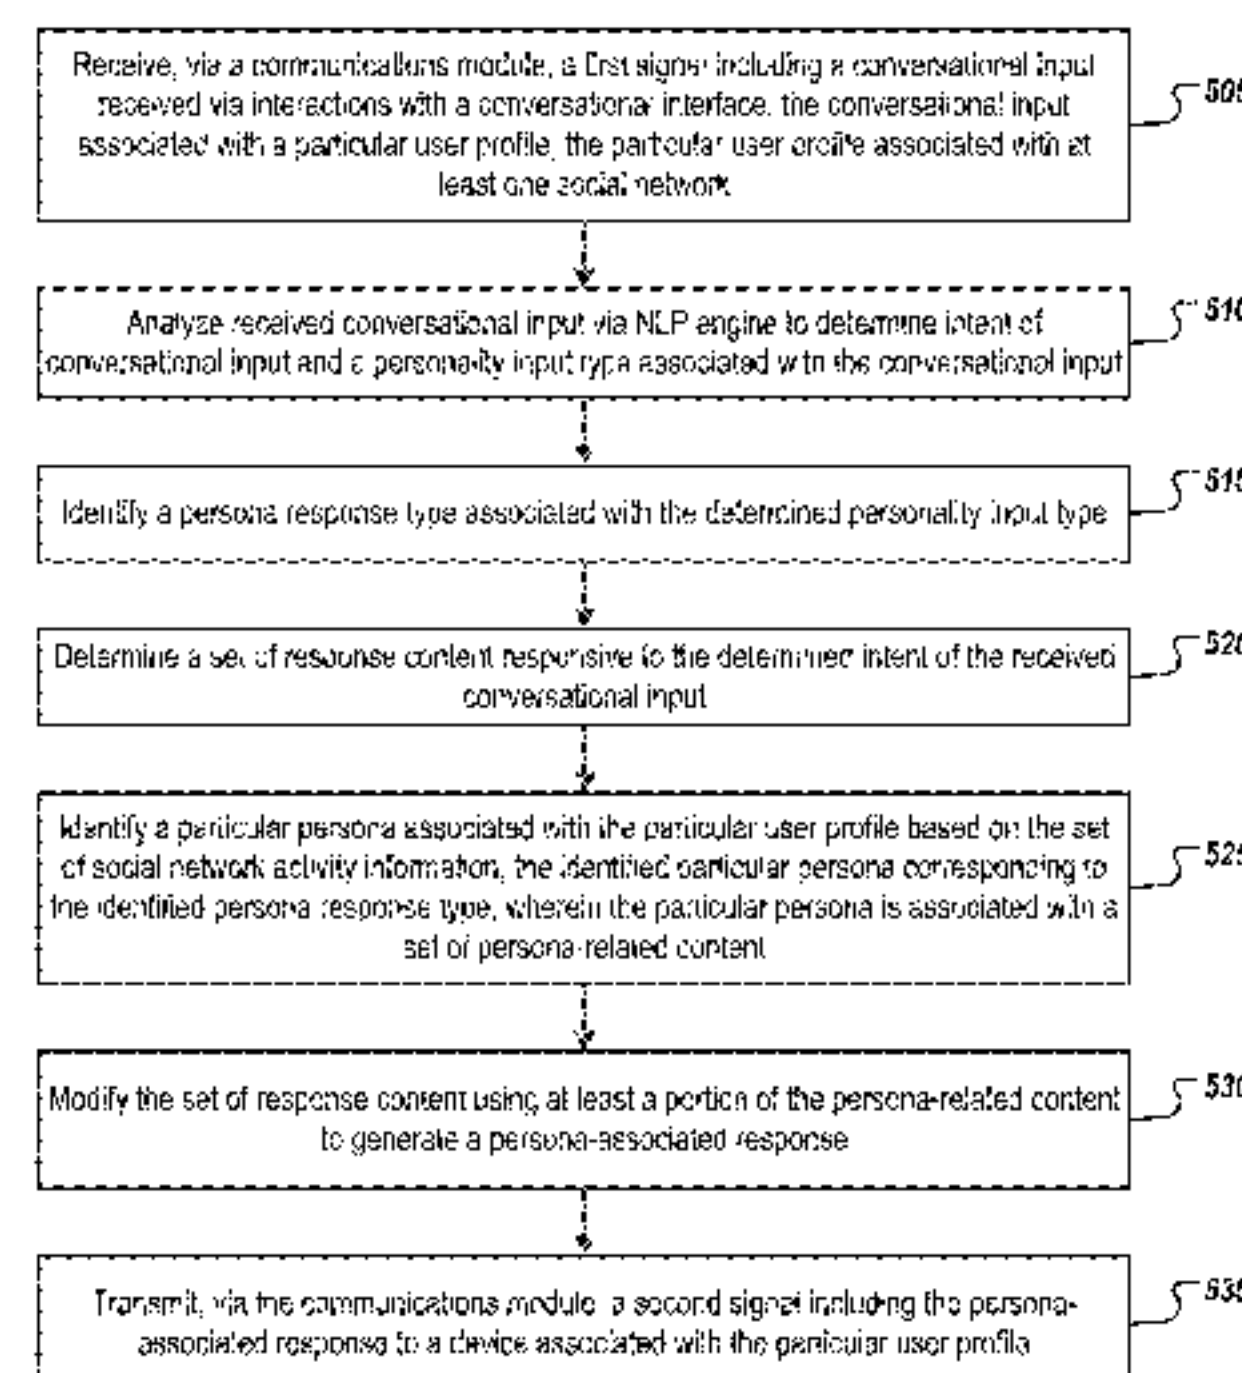 Receive, via a communications module, a first signal including a conversational input
received via interactions with a conversational interface, the conversational input
associated with a particular user profile, the particular user profile associated with at
least one social network
505
Analyze received conversational input via NLP engine to determine intent of
conversational input and a personality input type associated with the conversational input
510
Identify a persona response type associated with the determined personality input type
515
Determine a set of response content responsive to the determined intent of the received
conversational input
520
Identify a particular persona associated with the particular user profile based on the set
of social network activity information, the identified particular persona corresponding to
the identified persona response type, wherein the particular persona is associated with a
set of persona-related content
525
Modify the set of response content using at least a portion of the persona-related content
to generate a persona-associated response
530
Transmit, via the communications module, a second signal including the persona-
associated response to a device associated with the particular user profile
535